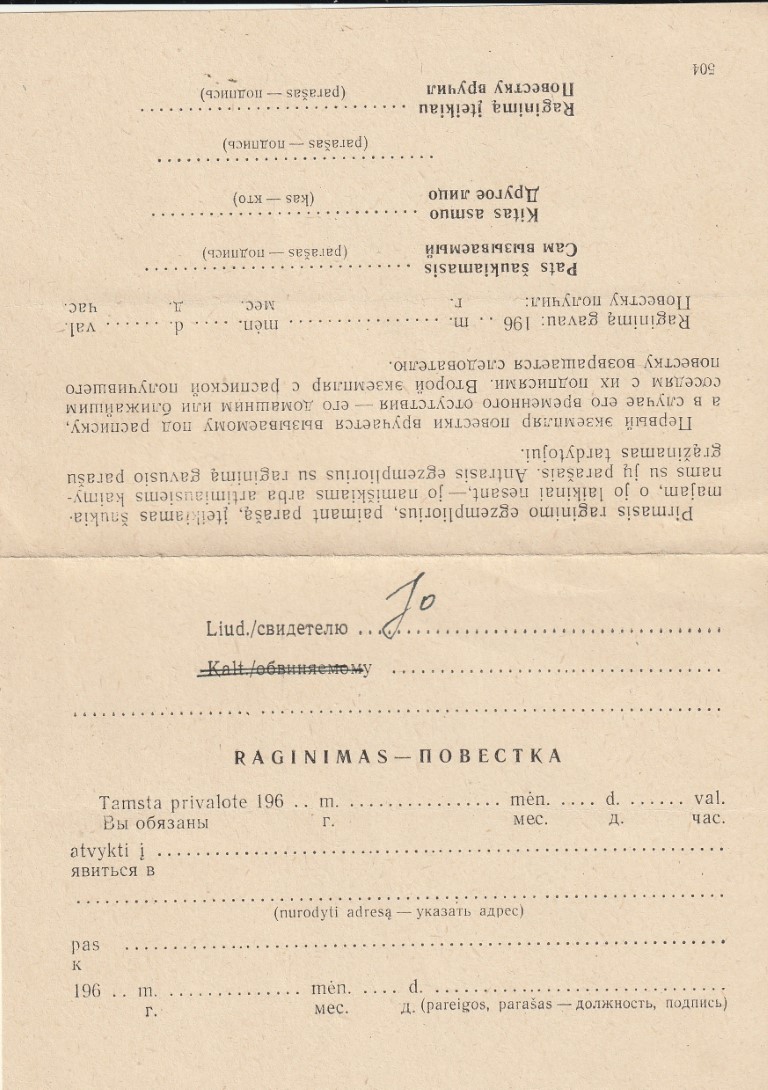 Pirmasis raginimo egzempliorius, paimant parašą, įteikiamas šaukia-
majam, o jo laikinai nesant,—jo namiškiams arba artimiausiems kaimy-
nams su jų parašais. Antrasis egzempliorius su raginimą gavusio parašu
grąžinamas tardytojui.
Первый экземпляр повестки вручается вызываемому под расписку,
а в случае его временного отсутствия — его домашним или ближайшим
соседям с их подписями. Второй экземпляр с распиской получившего
повестку возвращается следователю.
Raginimą gavau: 196 .. m. .................. mėn. .... d. ...... val.
Повестку получил: г. мес. д. час.
Pats šaukiamasis ..............................
Сам вызываемый (parašas — подпись)
Kitas asmuo ..............................
Другое лицо (kas — кто)
..............................
(parašas — подпись)
Raginimą įteikiau ..............................
Повестку вручил (parašas — подпись)
504
Liud./свидетелю ... Jo ..............................
Kalt./обвиняемому ..............................
............................................................
RAGINIMAS — ПОВЕСТКА
Tamsta privalote 196 .. m. .................. mėn. .... d. ...... val.
Вы обязаны г. мес. д. час.
atvykti į ............................................................
явиться в
............................................................
(nurodyti adresą — указать адрес)
pas ............................................................
к
196 .. m. ............... mėn. .... d. ..............................
г. мес. д. (pareigos, parašas — должность, подпись)